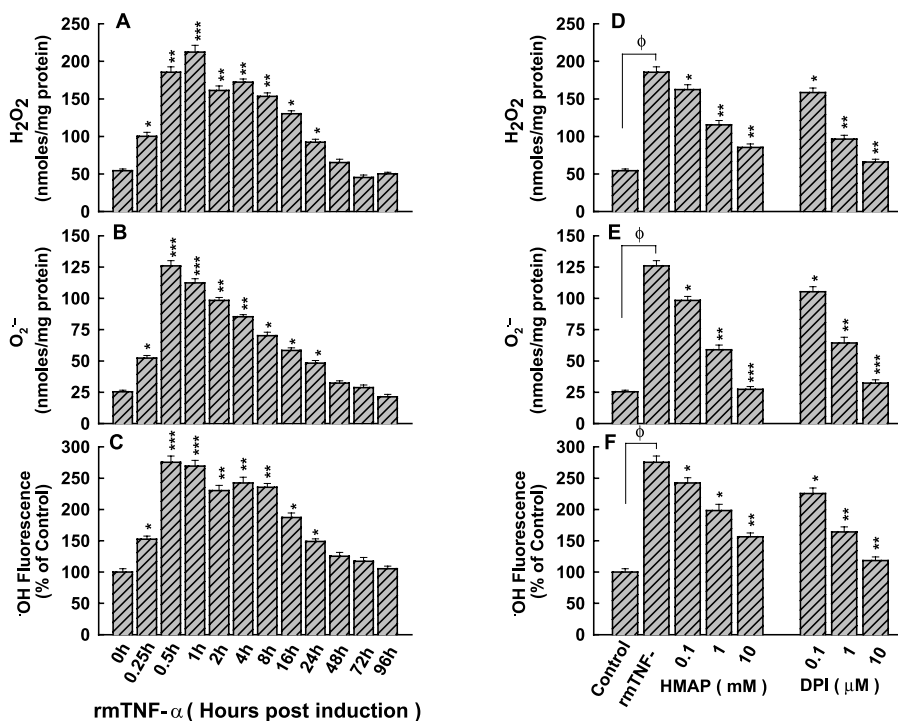 A
H2O2
(nmoles/mg protein)
250
200
150
100
50
0
*
**
***
**
**
**
*
*
B
O2·−
(nmoles/mg protein)
150
125
100
75
50
25
0
*
***
***
**
**
*
*
*
C
·OH Fluorescence
(% of Control)
300
250
200
150
100
50
0
*
***
***
**
**
**
*
*
0h
0.25h
0.5h
1h
2h
4h
8h
16h
24h
48h
72h
96h
rmTNF- α ( Hours post induction )
D
H2O2
(nmoles/mg protein)
250
200
150
100
50
0
ϕ
*
**
**
*
**
**
E
O2·−
(nmoles/mg protein)
150
125
100
75
50
25
0
ϕ
*
**
***
*
**
***
F
·OH Fluorescence
(% of Control)
300
250
200
150
100
50
0
ϕ
*
*
**
*
**
**
Control
rmTNF-
0.1
1
10
0.1
1
10
HMAP ( mM)
DPI ( μM)